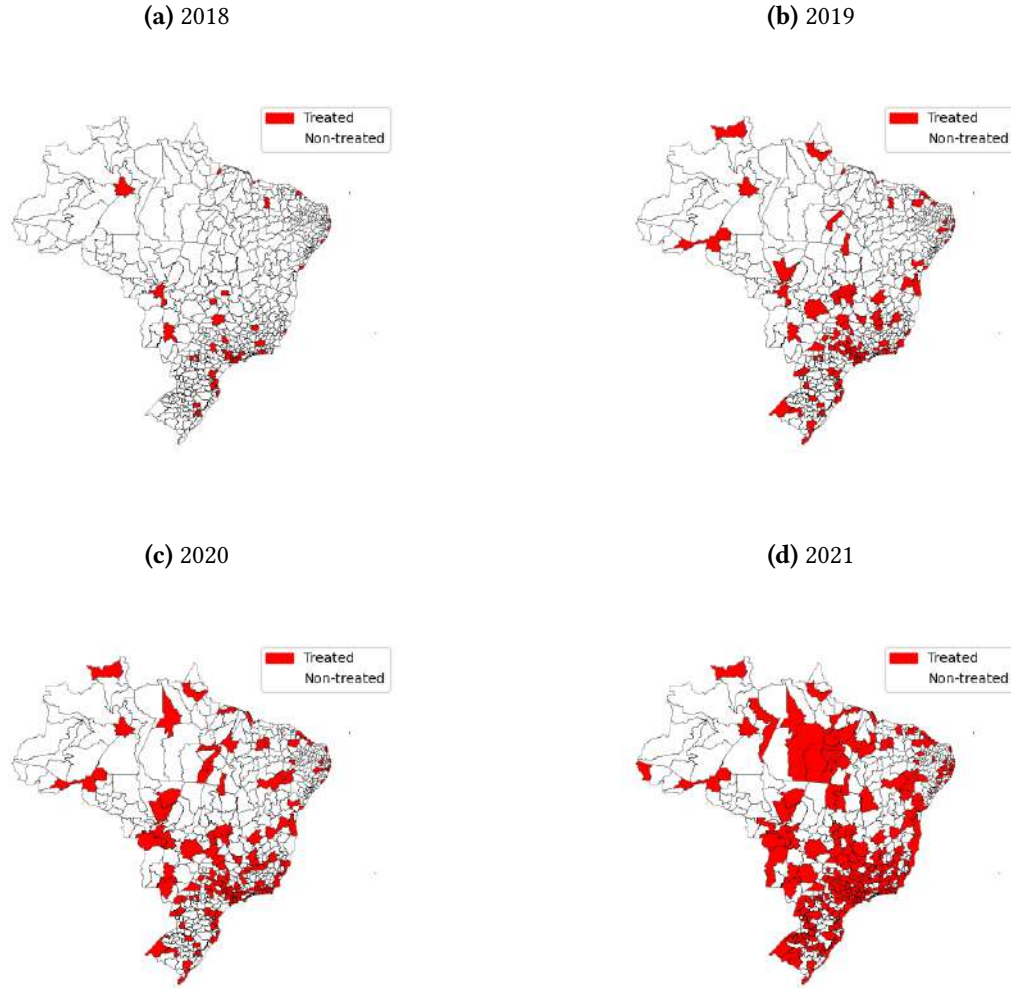 (a) 2018
(b) 2019
Treated
Non-treated
Treated
Non-treated
(c) 2020
(d) 2021
Treated
Non-treated
Treated
Non-treated